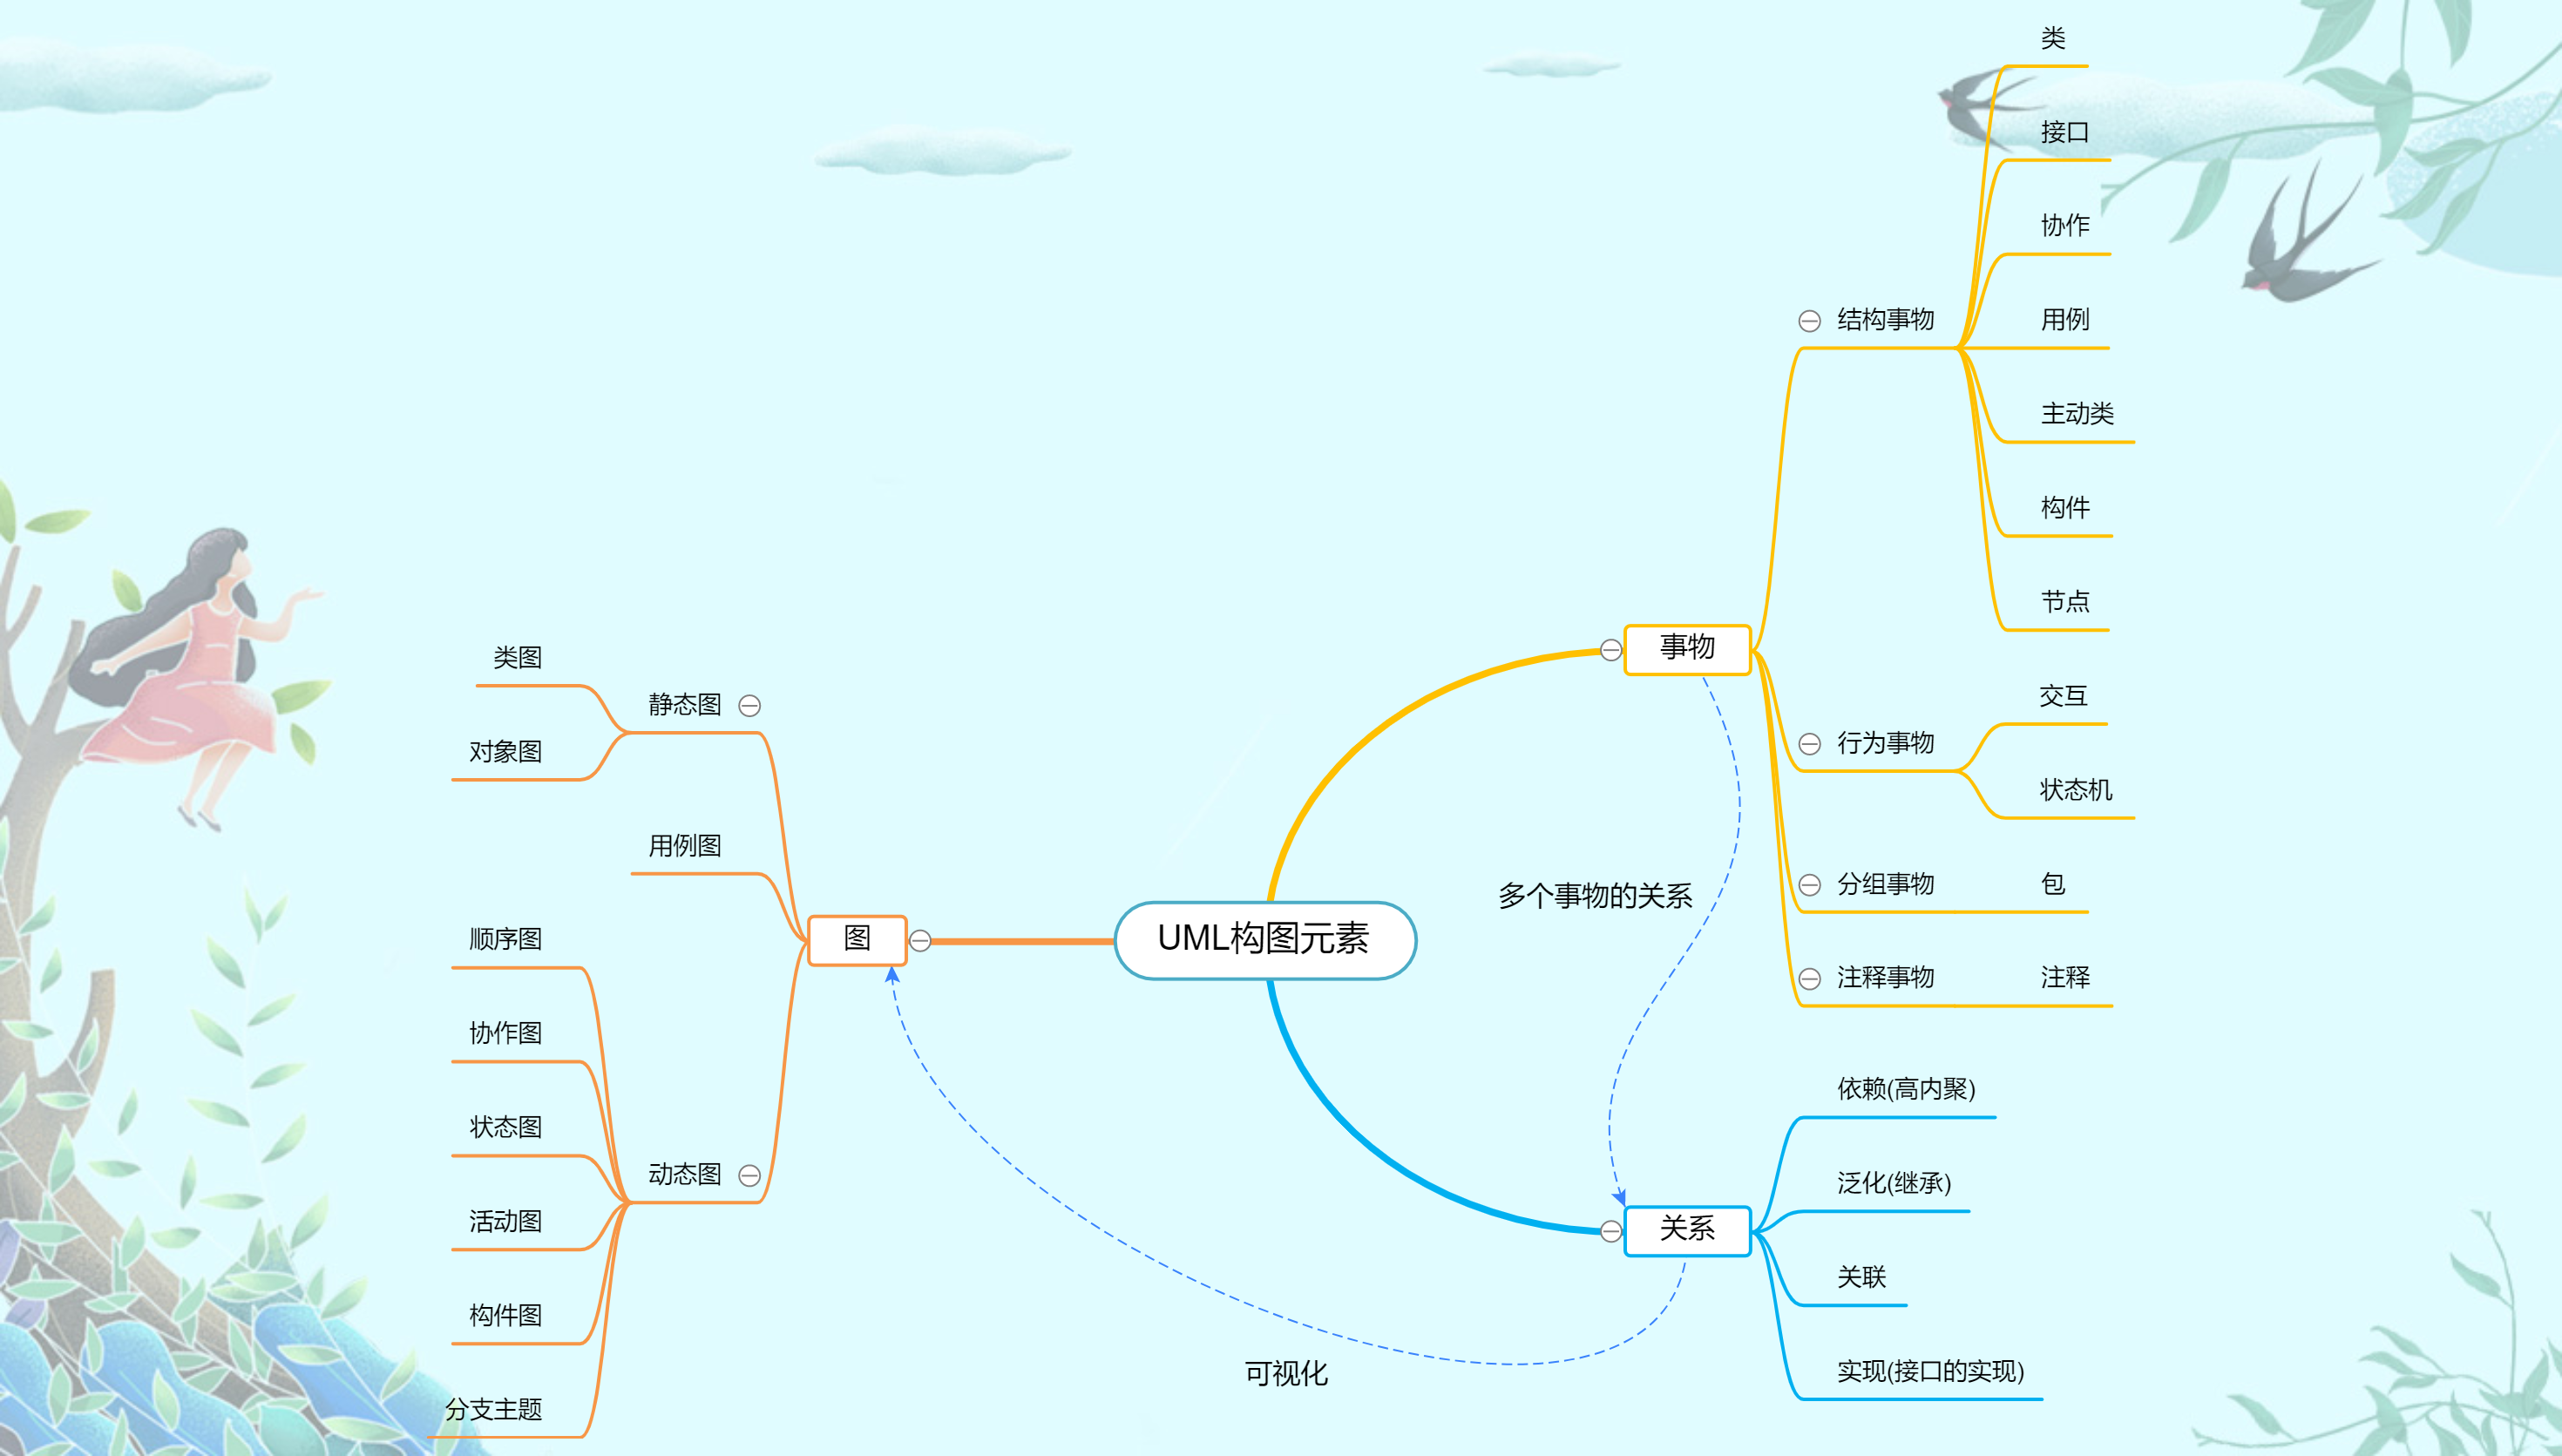 UML构图元素
事物
结构事物
类
接口
协作
用例
主动类
构件
节点
行为事物
交互
状态机
分组事物
包
注释事物
注释
多个事物的关系
关系
依赖(高内聚)
泛化(继承)
关联
实现(接口的实现)
可视化
图
静态图
类图
对象图
用例图
动态图
顺序图
协作图
状态图
活动图
构件图
分支主题